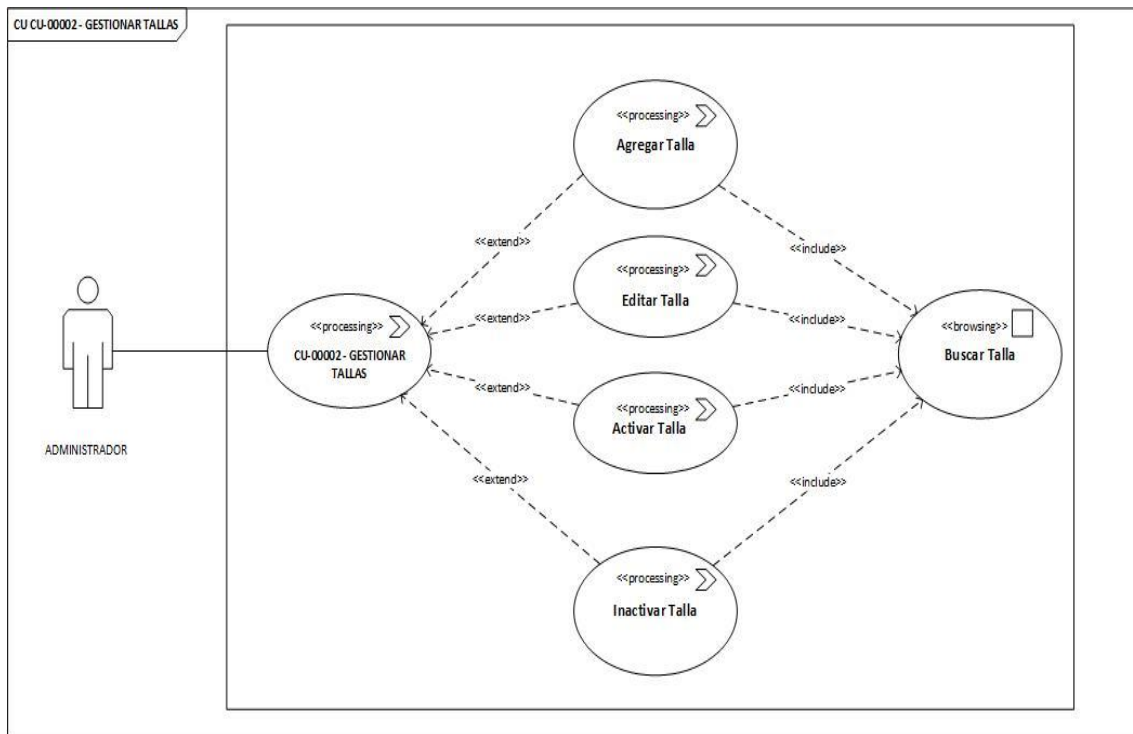 CU CU-00002 - GESTIONAR TALLAS
<<processing>>
Agregar Talla
<<extend>>
<<include>>
<<processing>>
Editar Talla
<<extend>>
<<include>>
<<processing>>
CU-00002 - GESTIONAR
TALLAS
<<browsing>>
Buscar Talla
<<extend>>
<<include>>
<<processing>>
Activar Talla
ADMINISTRADOR
<<extend>>
<<include>>
<<processing>>
Inactivar Talla